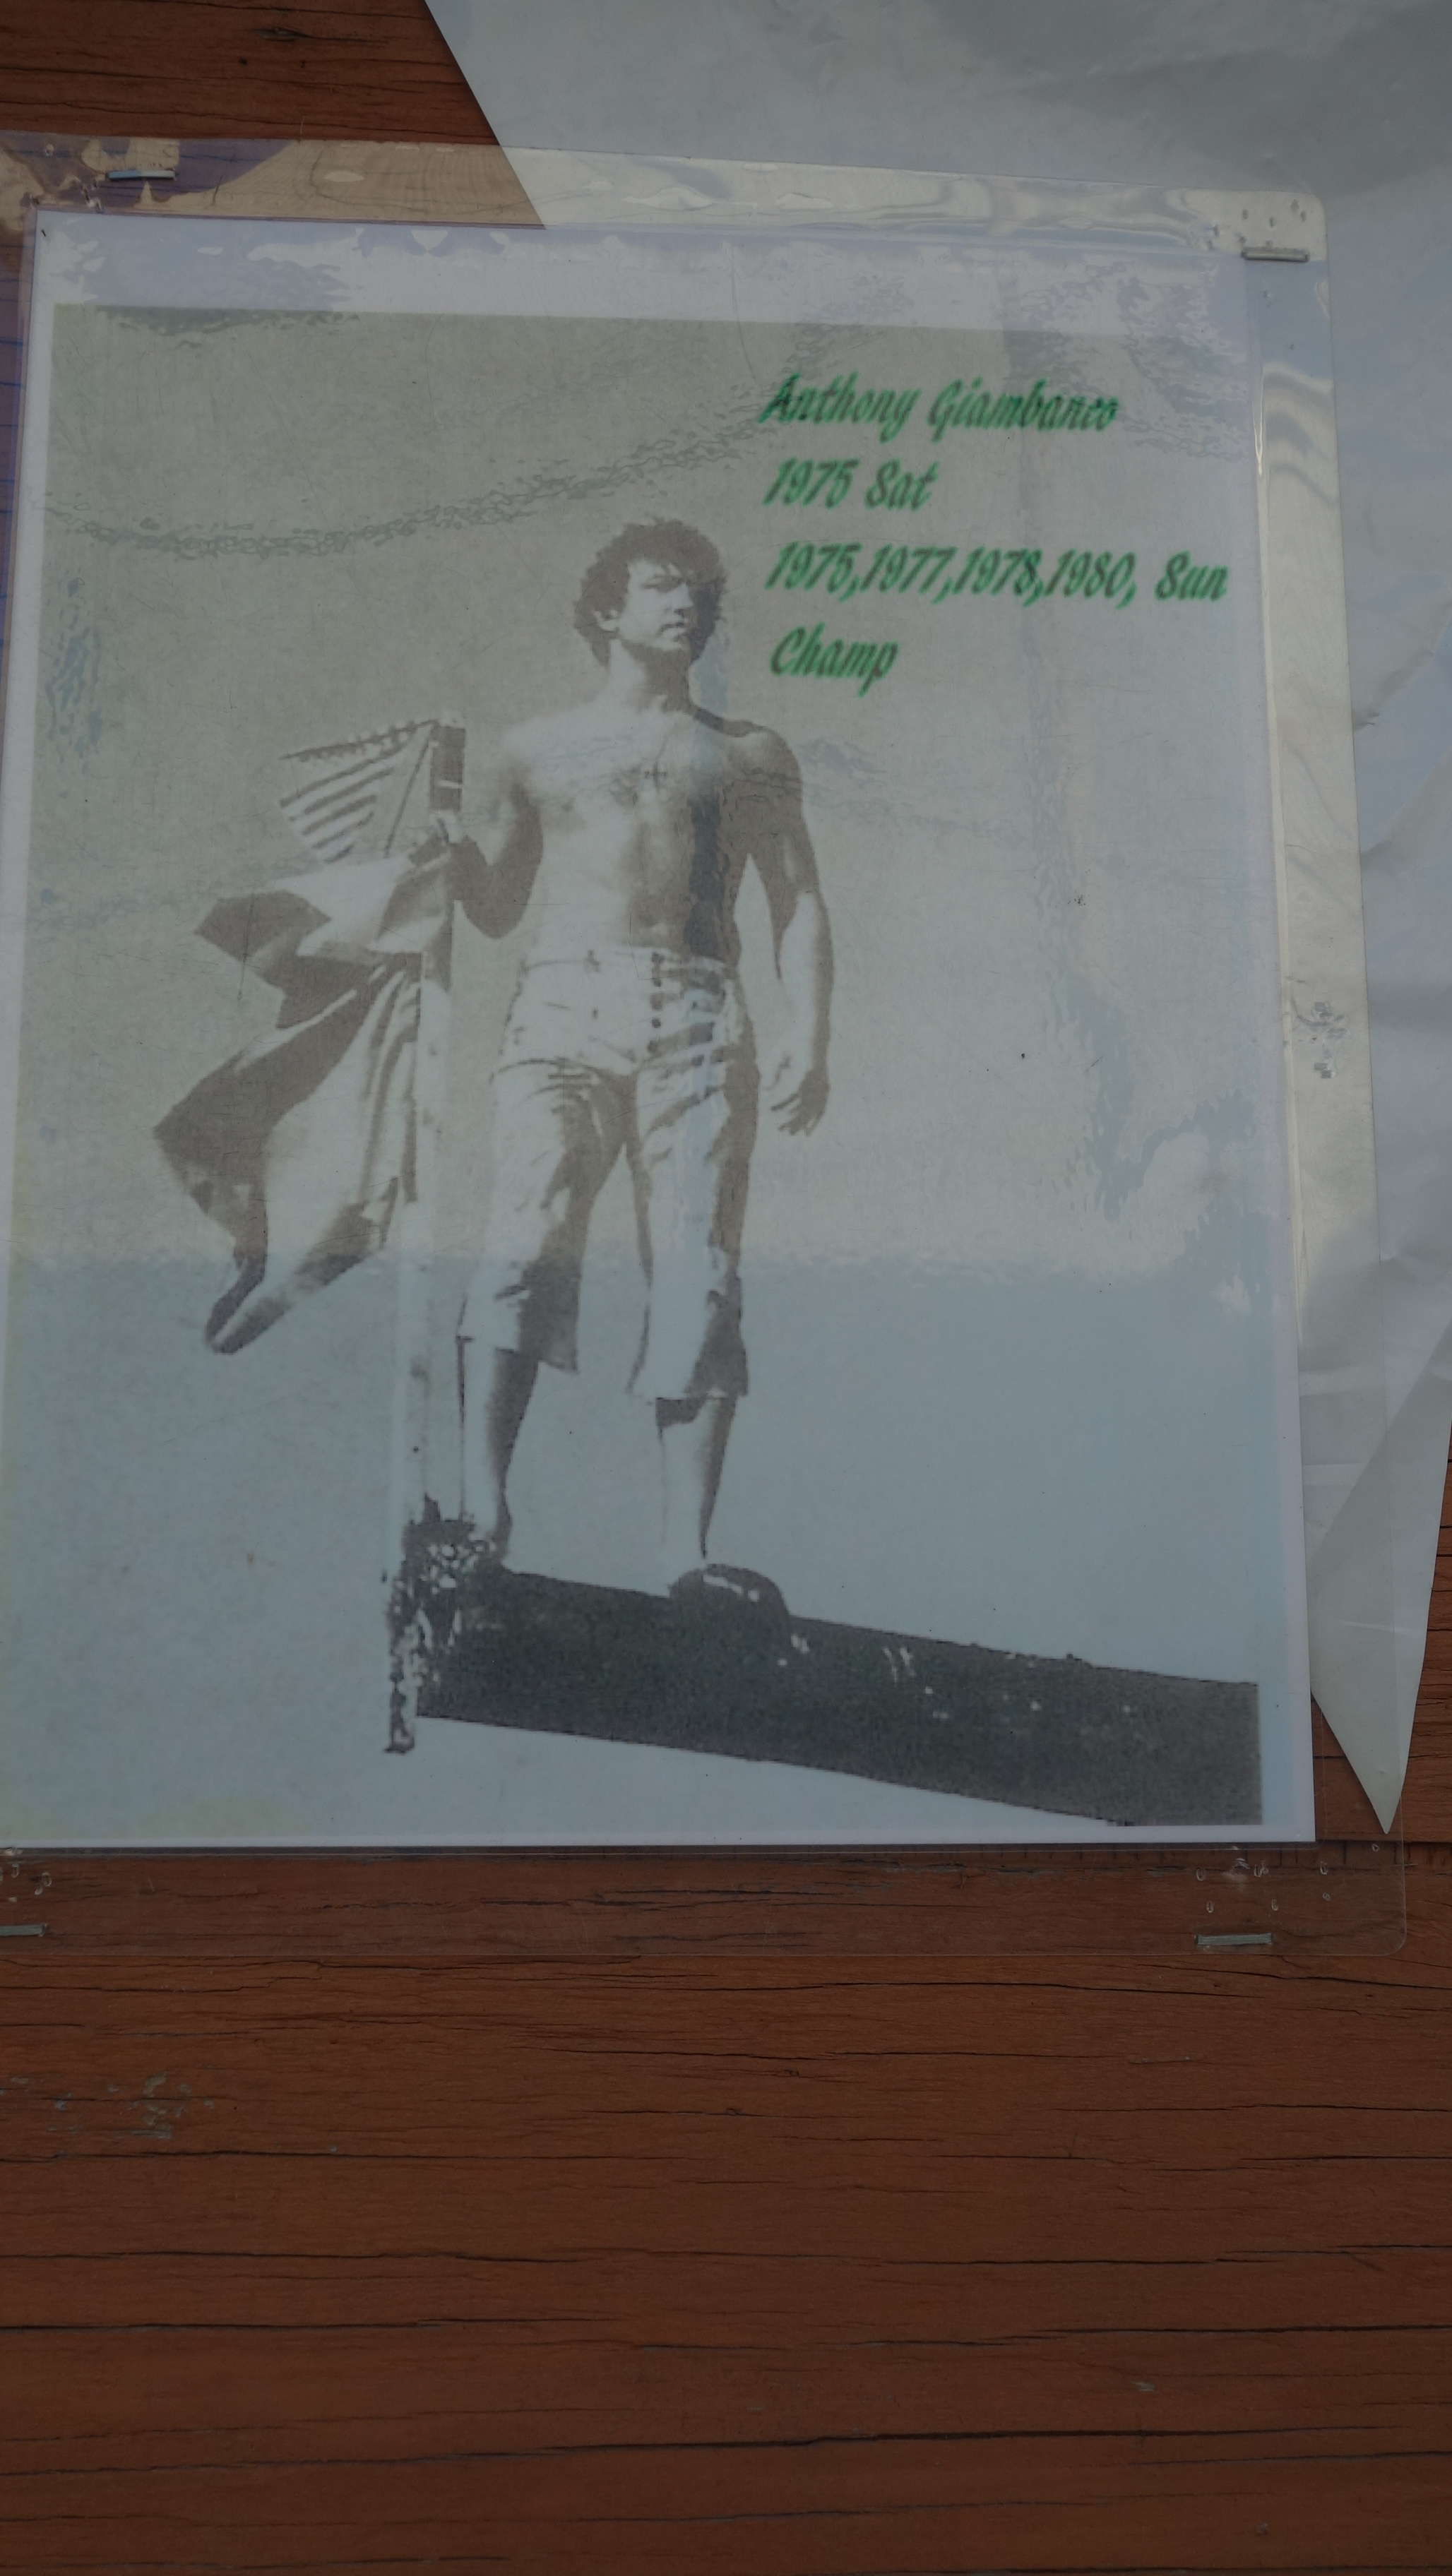 Anthony Giambanco
1975 Sat
1975,1977,1978,1980, Sun
Champ